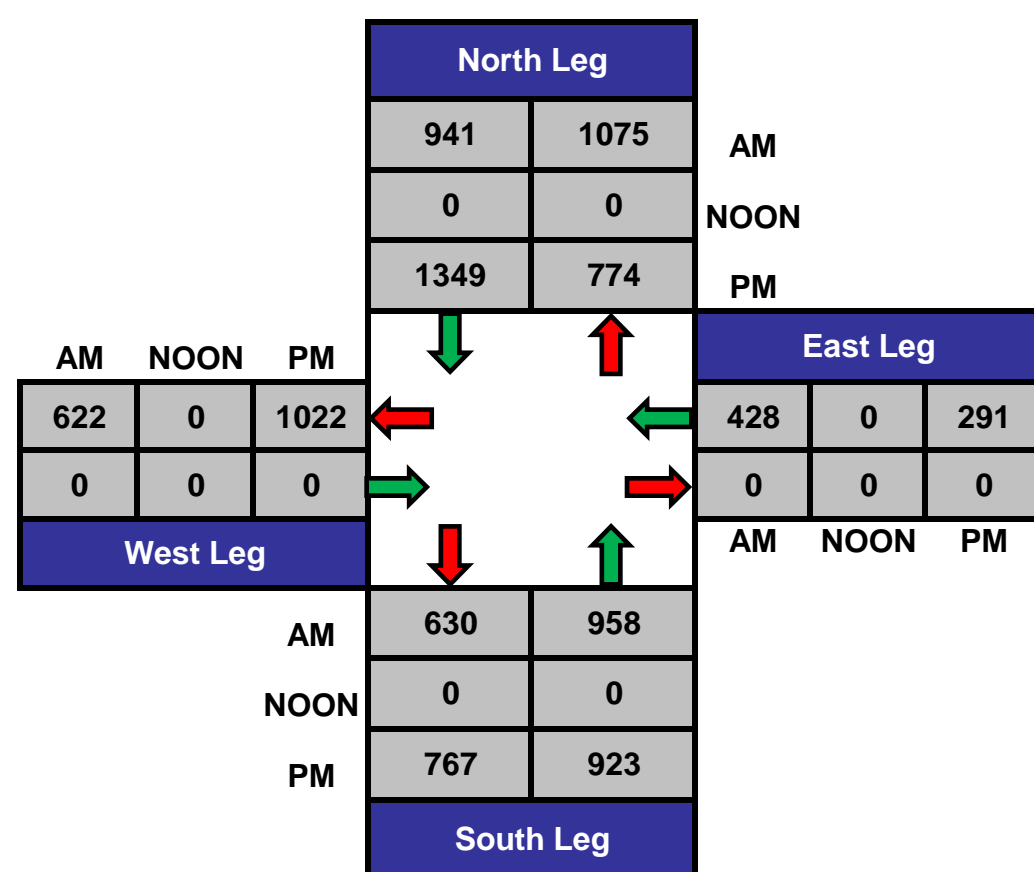 North Leg
941 1075 AM
0 0 NOON
1349 774 PM
East Leg
AM NOON PM
622 0 1022 428 0 291
0 0 0 0 0 0
West Leg AM NOON PM
AM 630 958
NOON 0 0
PM 767 923
South Leg